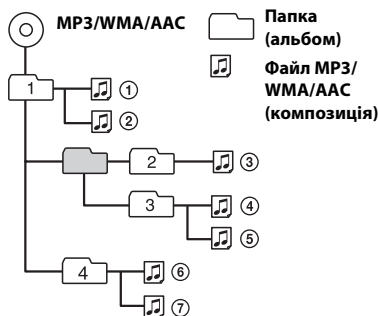 MP3/WMA/AAC
Папка
(альбом)
Файл MP3/
WMA/AAC
(композиція)
1
①
②
2
③
3
④
⑤
4
⑥
⑦